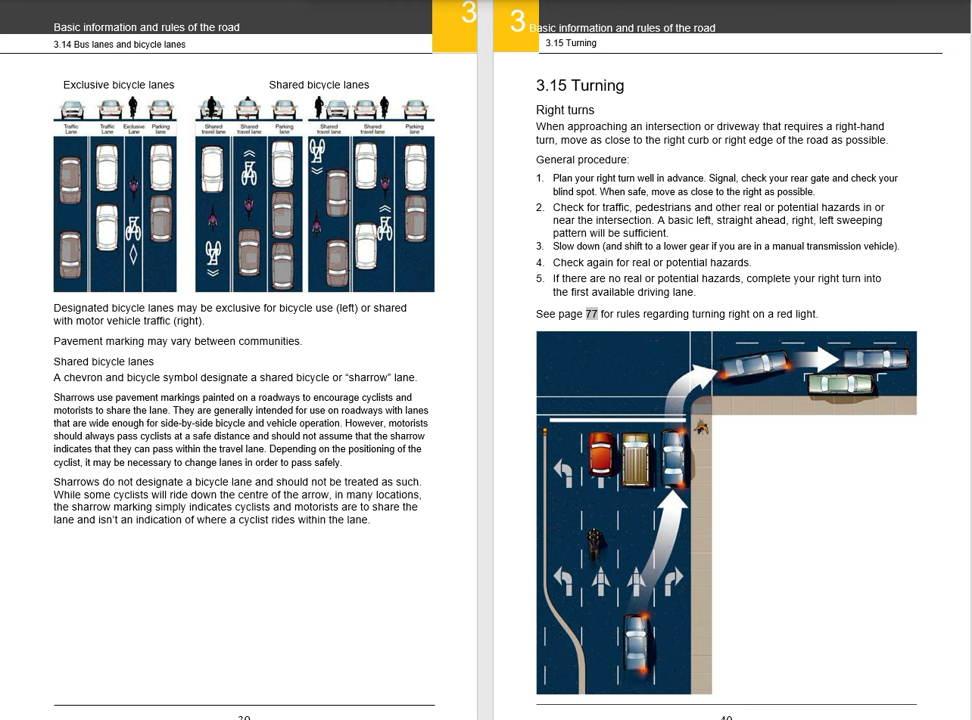 Basic information and rules of the road
3
3.14 Bus lanes and bicycle lanes
Exclusive bicycle lanes
Shared bicycle lanes
Traffic Lane
Traffic Lane
Exclusive Lane
Parking lane
Shared travel lane
Shared travel lane
Parking lane
Shared travel lane
Shared travel lane
Parking lane
Designated bicycle lanes may be exclusive for bicycle use (left) or shared
with motor vehicle traffic (right).
Pavement marking may vary between communities.
Shared bicycle lanes
A chevron and bicycle symbol designate a shared bicycle or “sharrow” lane.
Sharrows use pavement markings painted on a roadways to encourage cyclists and
motorists to share the lane. They are generally intended for use on roadways with lanes
that are wide enough for side-by-side bicycle and vehicle operation. However, motorists
should always pass cyclists at a safe distance and should not assume that the sharrow
indicates that they can pass within the travel lane. Depending on the positioning of the
cyclist, it may be necessary to change lanes in order to pass safely.
Sharrows do not designate a bicycle lane and should not be treated as such.
While some cyclists will ride down the centre of the arrow, in many locations,
the sharrow marking simply indicates cyclists and motorists are to share the
lane and isn’t an indication of where a cyclist rides within the lane.
39
3
Basic information and rules of the road
3.15 Turning
3.15 Turning
Right turns
When approaching an intersection or driveway that requires a right-hand
turn, move as close to the right curb or right edge of the road as possible.
General procedure:
1. Plan your right turn well in advance. Signal, check your rear gate and check your
blind spot. When safe, move as close to the right as possible.
2. Check for traffic, pedestrians and other real or potential hazards in or
near the intersection. A basic left, straight ahead, right, left sweeping
pattern will be sufficient.
3. Slow down (and shift to a lower gear if you are in a manual transmission vehicle).
4. Check again for real or potential hazards.
5. If there are no real or potential hazards, complete your right turn into
the first available driving lane.
See page 77 for rules regarding turning right on a red light.
40